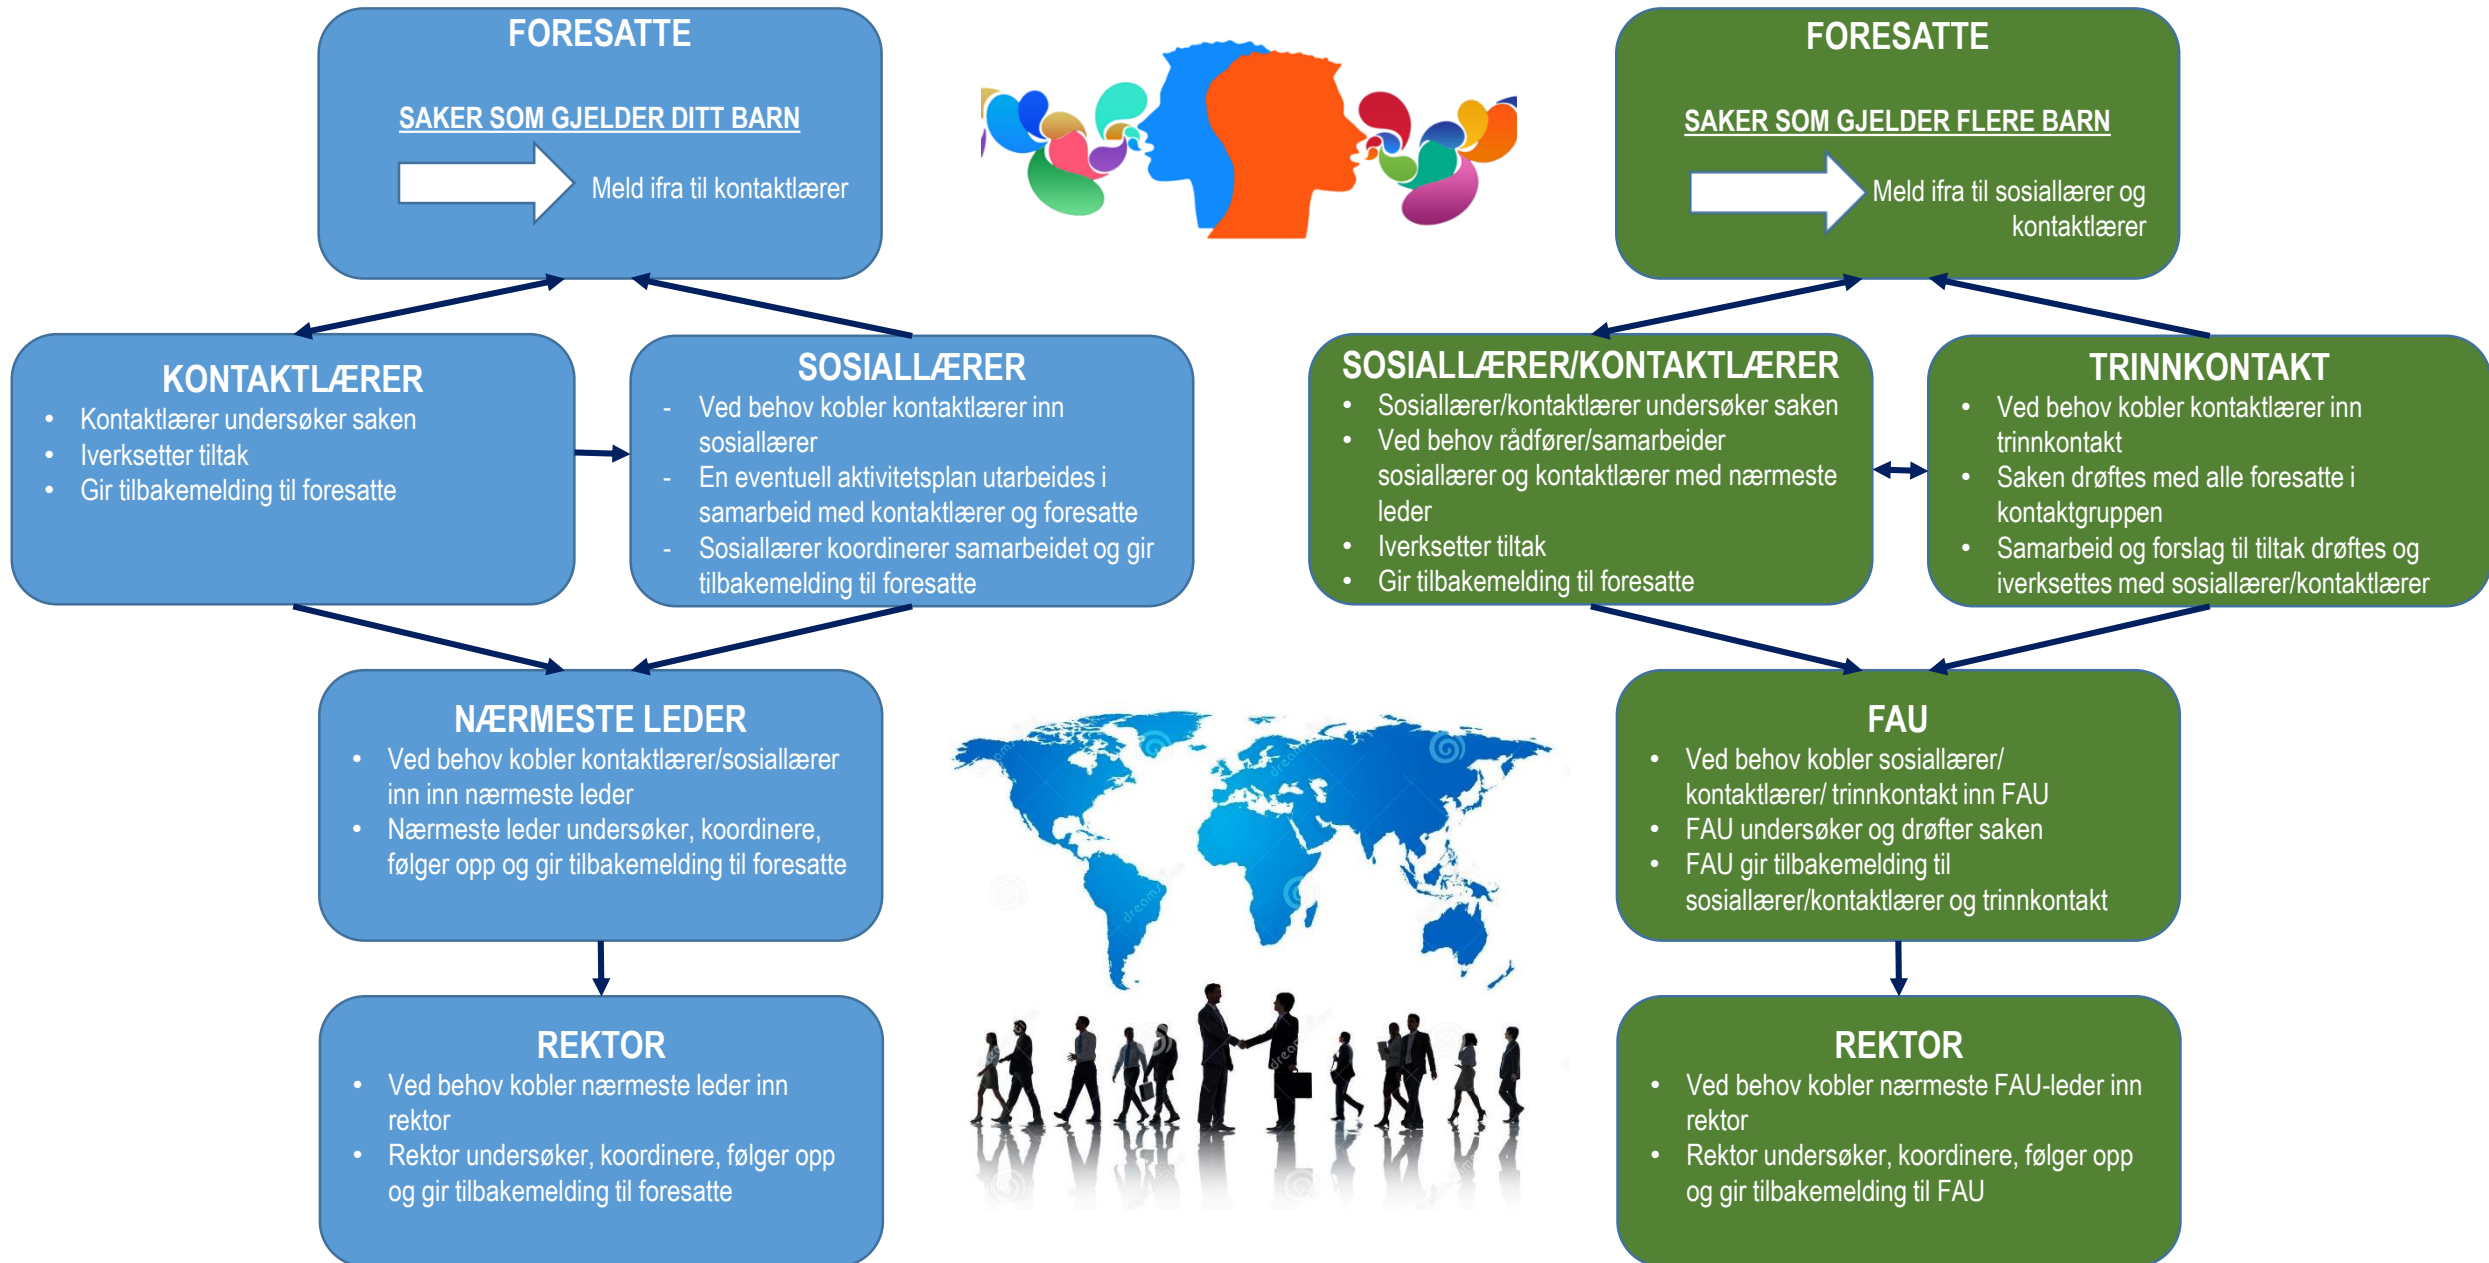 FORESATTE
SAKER SOM GJELDER DITT BARN
Meld ifra til kontaktlærer
KONTAKTLÆRER
• Kontaktlærer undersøker saken
• Iverksetter tiltak
• Gir tilbakemelding til foresatte
SOSIALLÆRER
- Ved behov kobler kontaktlærer inn
sosiallærer
- En eventuell aktivitetsplan utarbeides i
samarbeid med kontaktlærer og foresatte
- Sosiallærer koordinerer samarbeidet og gir
tilbakemelding til foresatte
NÆRMESTE LEDER
• Ved behov kobler kontaktlærer/sosiallærer
inn inn nærmeste leder
• Nærmeste leder undersøker, koordinere,
følger opp og gir tilbakemelding til foresatte
REKTOR
• Ved behov kobler nærmeste leder inn
rektor
• Rektor undersøker, koordinere, følger opp
og gir tilbakemelding til foresatte
FORESATTE
SAKER SOM GJELDER FLERE BARN
Meld ifra til sosiallærer og
kontaktlærer
SOSIALLÆRER/KONTAKTLÆRER
• Sosiallærer/kontaktlærer undersøker saken
• Ved behov rådfører/samarbeider
sosiallærer og kontaktlærer med nærmeste
leder
• Iverksetter tiltak
• Gir tilbakemelding til foresatte
TRINNKONTAKT
• Ved behov kobler kontaktlærer inn
trinnkontakt
• Saken drøftes med alle foresatte i
kontaktgruppen
• Samarbeid og forslag til tiltak drøftes og
iverksettes med sosiallærer/kontaktlærer
FAU
• Ved behov kobler sosiallærer/
kontaktlærer/ trinnkontakt inn FAU
• FAU undersøker og drøfter saken
• FAU gir tilbakemelding til
sosiallærer/kontaktlærer og trinnkontakt
REKTOR
• Ved behov kobler nærmeste FAU-leder inn
rektor
• Rektor undersøker, koordinere, følger opp
og gir tilbakemelding til FAU